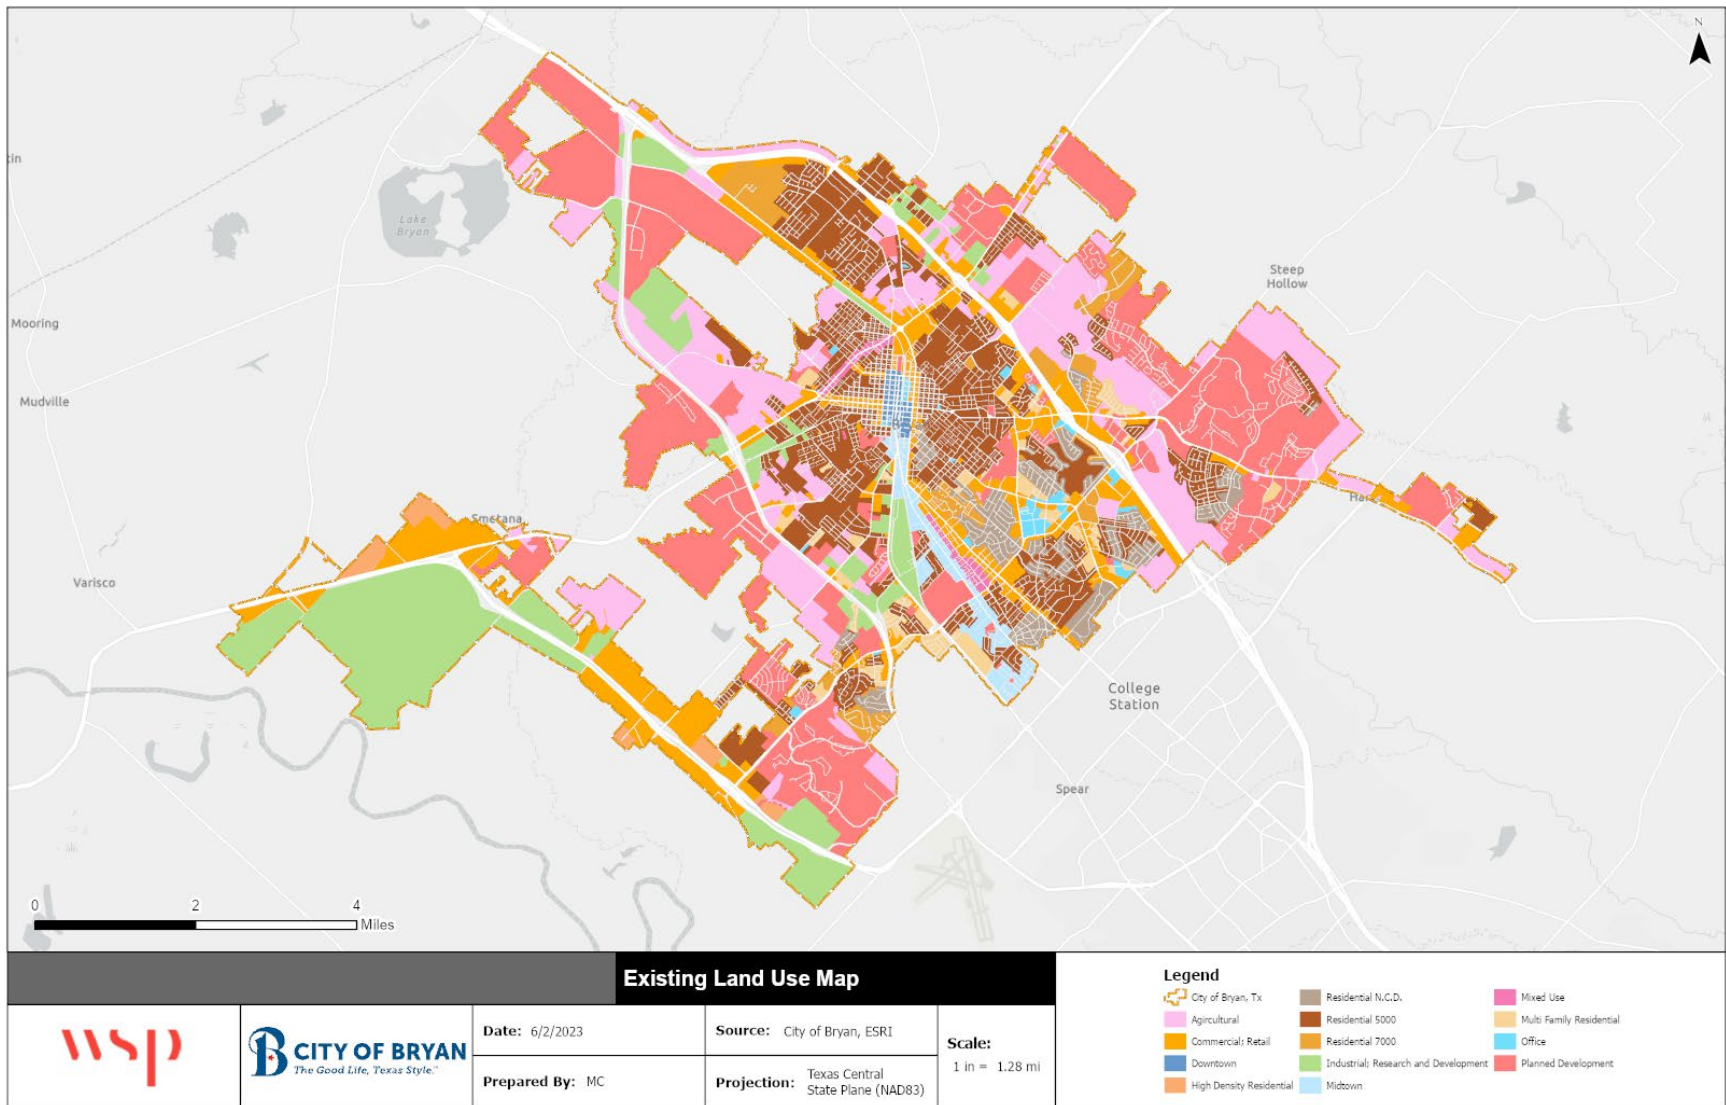 N
Lake
Bryan
Steep
Hollow
Mooring
Mudville
Smetana
Varisco
College
Station
Spear
0 2 4
Miles
Existing Land Use Map
wsp
CITY OF BRYAN
The Good Life, Texas Style.™
Date: 6/2/2023
Prepared By: MC
Source: City of Bryan, ESRI
Projection: Texas Central
State Plane (NAD83)
Scale:
1 in = 1.28 mi
Legend
City of Bryan, Tx
Agircultural
Commercial; Retail
Downtown
High Density Residential
Residential N.C.D.
Residential 5000
Residential 7000
Industrial; Research and Development
Midtown
Mixed Use
Multi Family Residential
Office
Planned Development